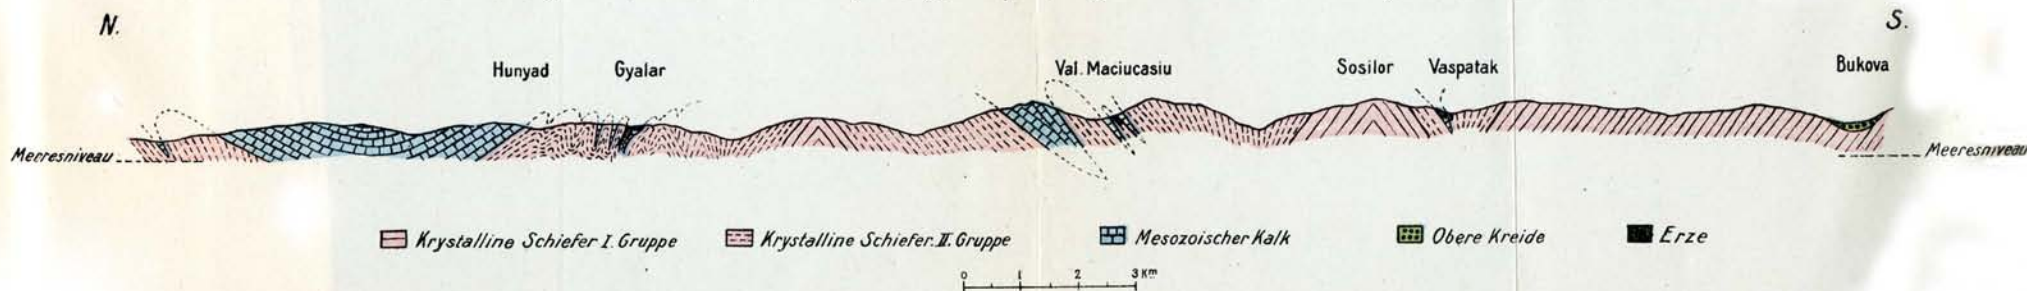 N. S.
Hunyad Gyalar Val. Maciucasiu Sosilor Vaspatak Bukova
Meeresniveau Meeresniveau
Krystalline Schiefer I. Gruppe Krystalline Schiefer. II. Gruppe Mesozoischer Kalk Obere Kreide Erze
0 1 2 3 Km